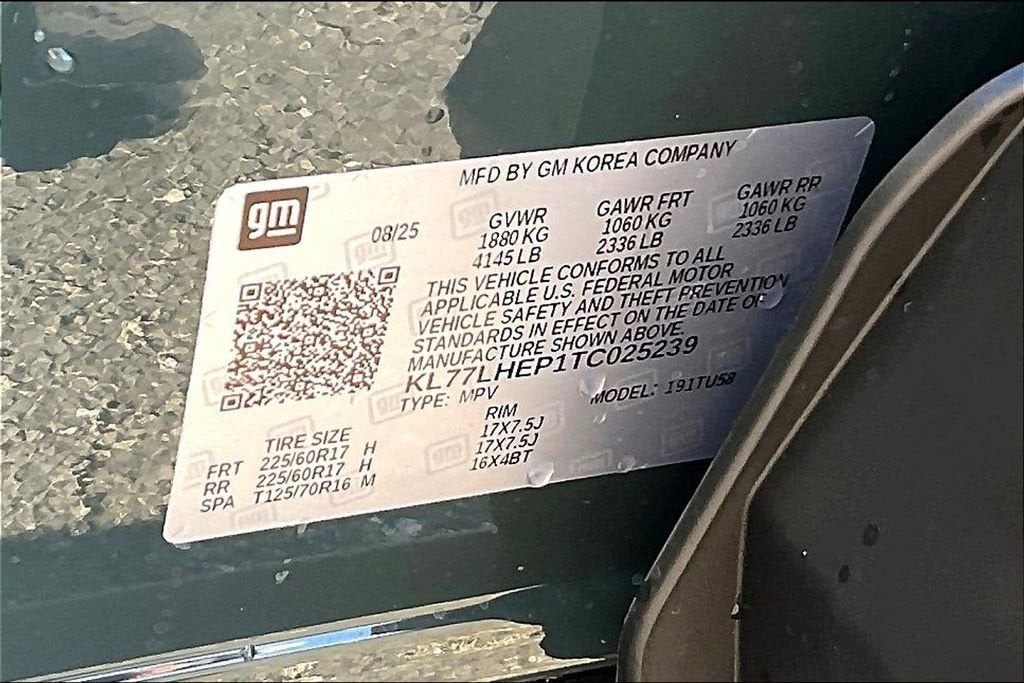 MFD BY GM KOREA COMPANY
gm
08/25
GVWR GAWR FRT GAWR RR
1880 KG 1060 KG 1060 KG
4145 LB 2336 LB 2336 LB
THIS VEHICLE CONFORMS TO ALL
APPLICABLE U.S. FEDERAL MOTOR
VEHICLE SAFETY AND THEFT PREVENTION
STANDARDS IN EFFECT ON THE DATE OF
MANUFACTURE SHOWN ABOVE.
KL77LHEP1TC025239
TYPE: MPV MODEL: 191TU58
TIRE SIZE RIM
FRT 225/60R17 H 17X7.5J
RR 225/60R17 H 17X7.5J
SPA T125/70R16 M 16X4BT